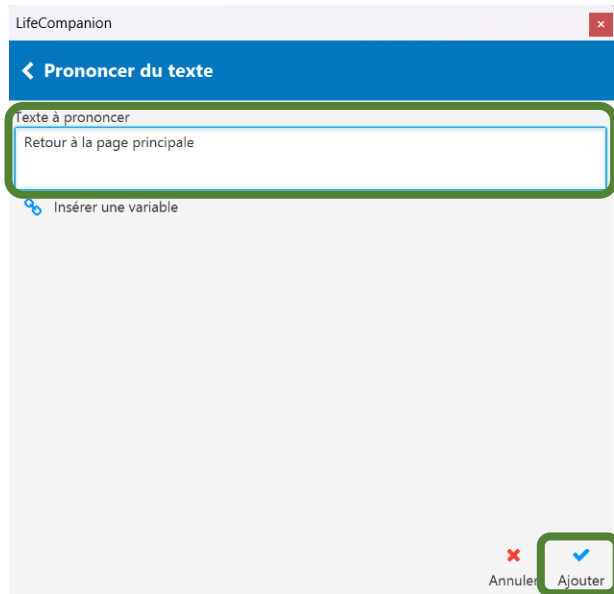 LifeCompanion
Prononcer du texte
Texte à prononcer
Retour à la page principale
Insérer une variable
Annuler Ajouter